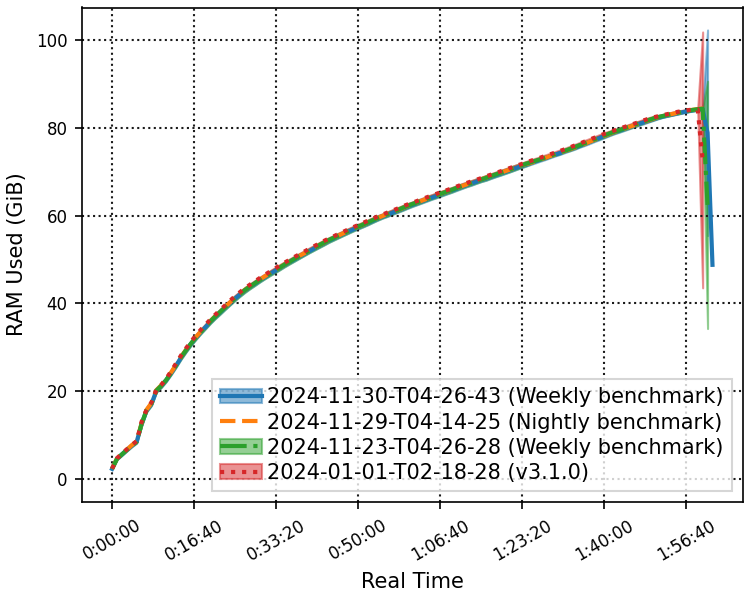 100
80
60
40
20
0
RAM Used (GiB)
2024-11-30-T04-26-43 (Weekly benchmark)
2024-11-29-T04-14-25 (Nightly benchmark)
2024-11-23-T04-26-28 (Weekly benchmark)
2024-01-01-T02-18-28 (v3.1.0)
0:00:00 0:16:40 0:33:20 0:50:00 1:06:40 1:23:20 1:40:00 1:56:40
Real Time